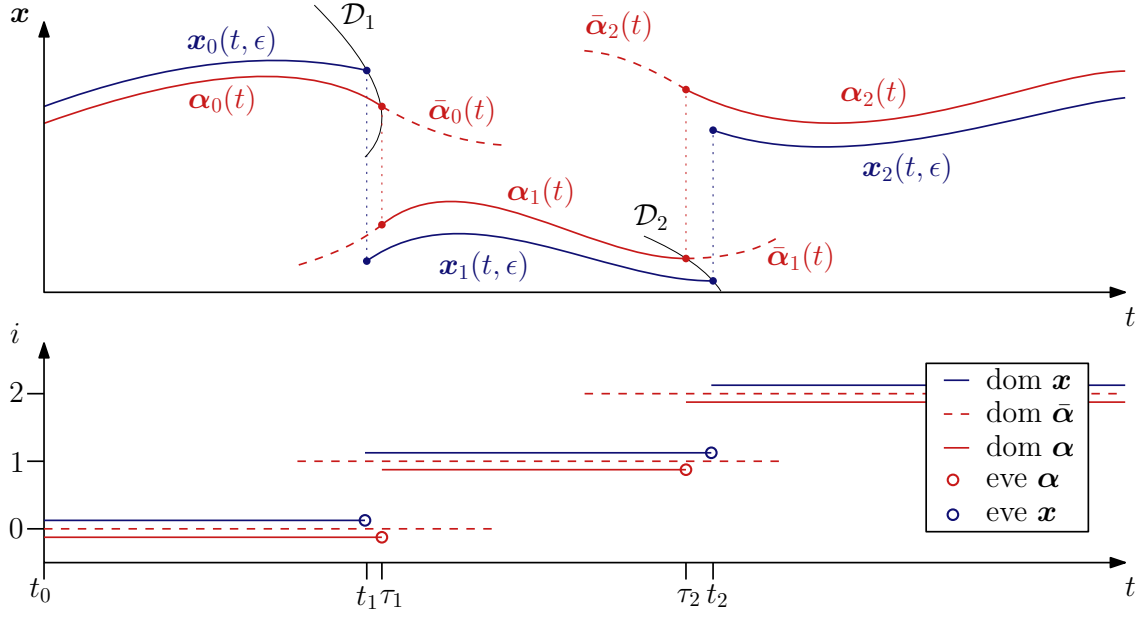 x
𝒟₁
x₀(t, ϵ)
ᾱ₂(t)
α₀(t)
ᾱ₀(t)
α₂(t)
x₂(t, ϵ)
α₁(t)
𝒟₂
x₁(t, ϵ)
ᾱ₁(t)
t
i
2
1
0
dom x
dom ᾱ
dom α
eve α
eve x
t₀
t₁ τ₁
τ₂ t₂
t